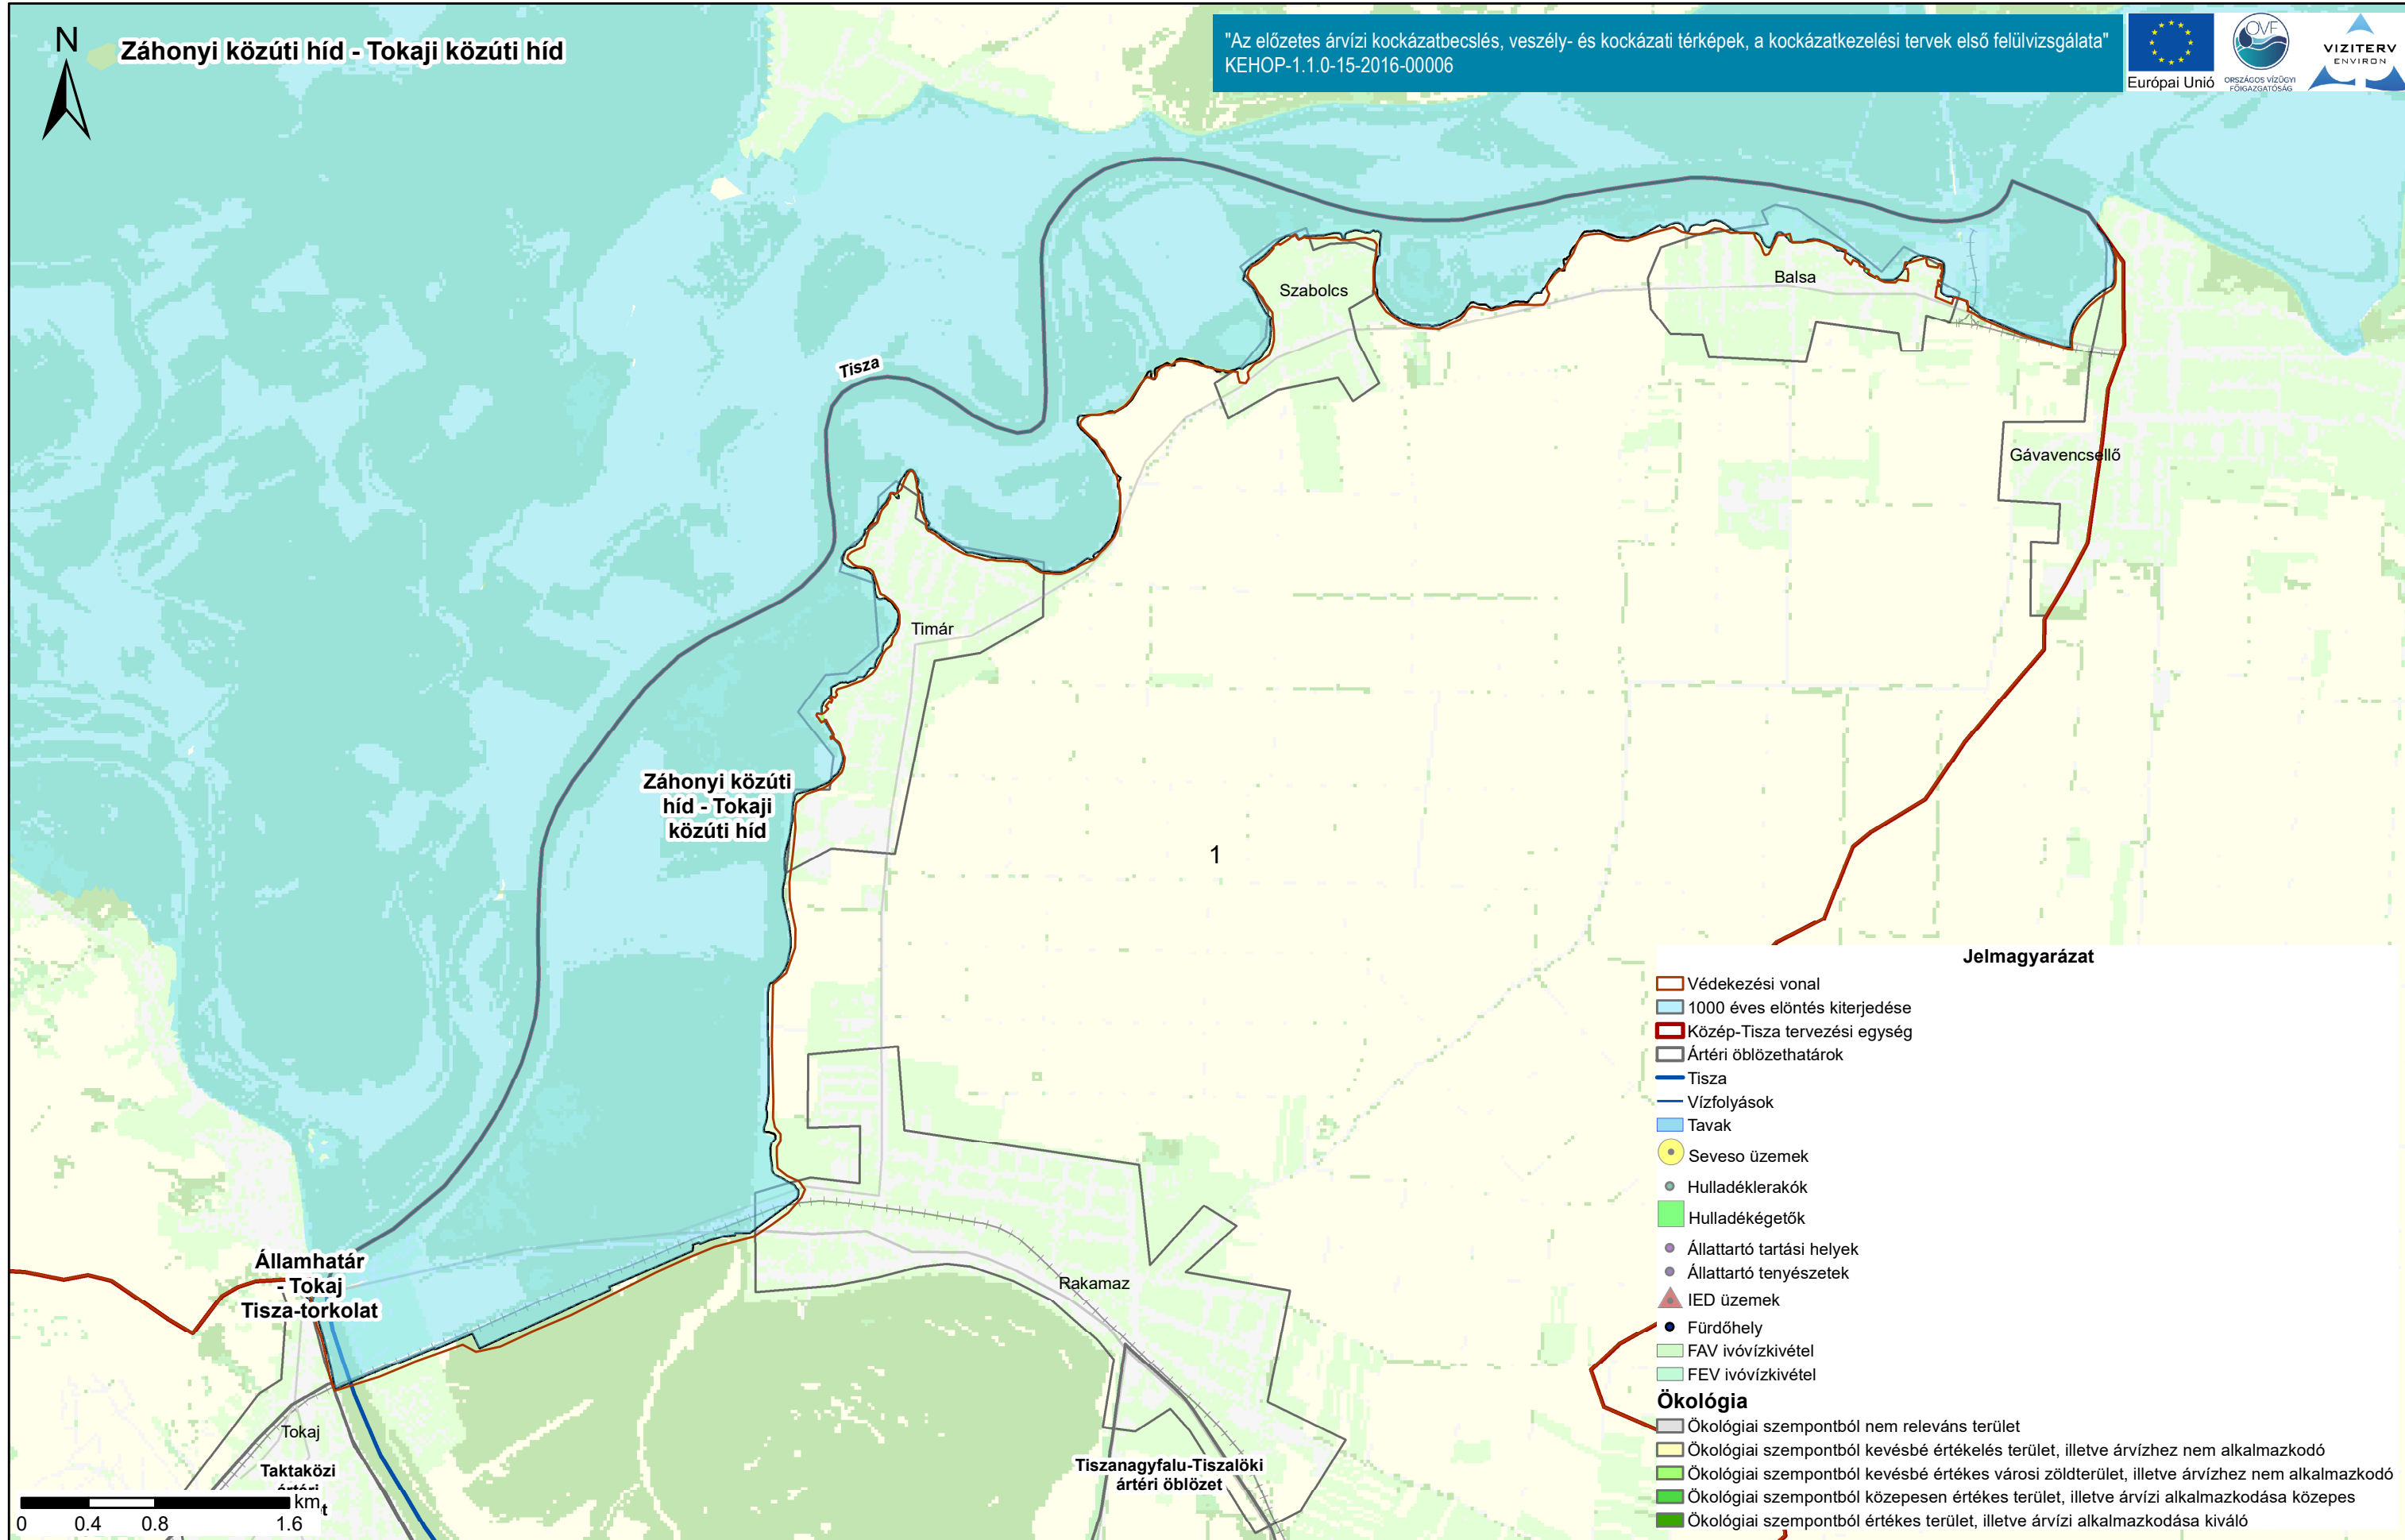 N
Záhonyi közúti híd - Tokaji közúti híd
"Az előzetes árvízi kockázatbecslés, veszély- és kockázati térképek, a kockázatkezelési tervek első felülvizsgálata"
KEHOP-1.1.0-15-2016-00006
Európai Unió
OVF
ORSZÁGOS VÍZÜGYI
FŐIGAZGATÓSÁG
VIZITERV
ENVIRON
Szabolcs
Balsa
Tisza
Gávavencsellő
Timár
Záhonyi közúti
híd - Tokaji
közúti híd
1
Államhatár
- Tokaj
Tisza-torkolat
Rakamaz
Tokaj
Taktaközi
ártéri
Tiszanagyfalu-Tiszalöki
ártéri öblözet
km
0 0.4 0.8 1.6
Jelmagyarázat
Védekezési vonal
1000 éves elöntés kiterjedése
Közép-Tisza tervezési egység
Ártéri öblözethatárok
Tisza
Vízfolyások
Tavak
Seveso üzemek
Hulladéklerakók
Hulladékégetők
Állattartó tartási helyek
Állattartó tenyészetek
IED üzemek
Fürdőhely
FAV ivóvízkivétel
FEV ivóvízkivétel
Ökológia
Ökológiai szempontból nem releváns terület
Ökológiai szempontból kevésbé értékelés terület, illetve árvízhez nem alkalmazkodó
Ökológiai szempontból kevésbé értékes városi zöldterület, illetve árvízhez nem alkalmazkodó
Ökológiai szempontból közepesen értékes terület, illetve árvízi alkalmazkodása közepes
Ökológiai szempontból értékes terület, illetve árvízi alkalmazkodása kiváló